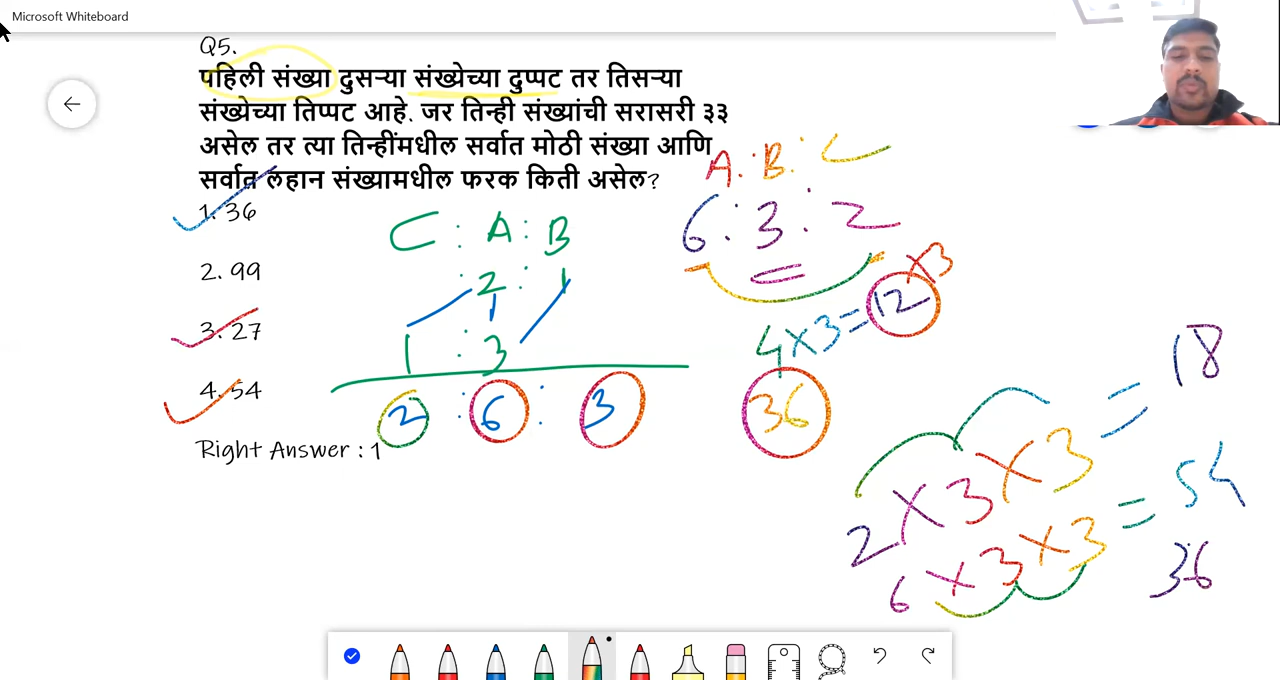 Microsoft Whiteboard
Q5.
पहिली संख्या दुसऱ्या संख्येच्या दुप्पट तर तिसऱ्या
संख्येच्या तिप्पट आहे. जर तिन्ही संख्यांची सरासरी ३३
असेल तर त्या तिन्हींमधील सर्वात मोठी संख्या आणि
सर्वात लहान संख्यामधील फरक किती असेल?
1. 36
2. 99
3. 27
4. 54
Right Answer : 1
C : A : B
: 2 : 1
1 : 3
2 : 6 : 3
A : B : C
6 : 3 : 2
×3
4×3=12
36
2×3×3=18
6×3×3=54
36